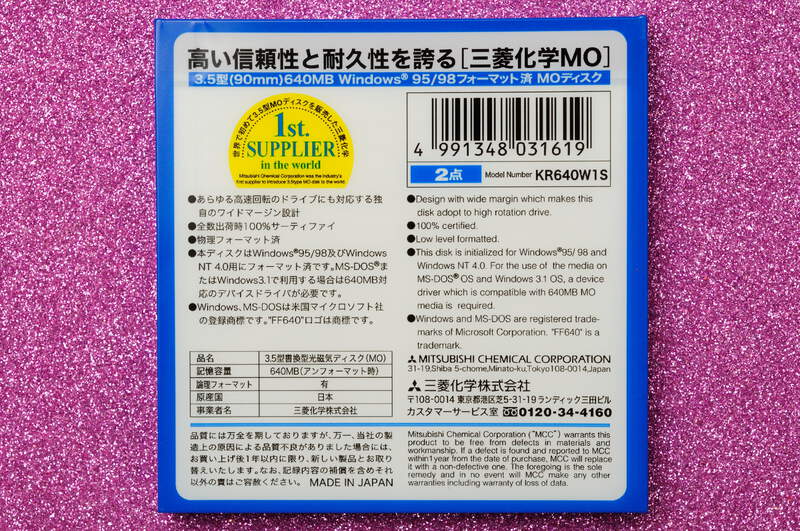 高い信頼性と耐久性を誇る[三菱化学MO]
3.5型(90mm)640MB Windows® 95/98フォーマット済 MOディスク
世界で初めて3.5型MOディスクを販売した三菱化学
1st.
SUPPLIER
in the world
Mitsubishi Chemical Corporation was the industry's
first supplier to introduce 3.5type MO disk to the world.
4 991348 031619
2点 Model Number KR640W1S
●あらゆる高速回転のドライブにも対応する独
自のワイドマージン設計
●全数出荷時100%サーティファイ
●物理フォーマット済
●本ディスクはWindows®95/98及びWindows
NT 4.0用にフォーマット済です。MS-DOS®ま
たはWindows3.1で利用する場合は640MB対
応のデバイスドライバが必要です。
●Windows、MS-DOSは米国マイクロソフト社
の登録商標です。"FF640"ロゴは商標です。
●Design with wide margin which makes this
disk adopt to high rotation drive.
●100% certified.
●Low level formatted.
●This disk is initialized for Windows®95/ 98 and
Windows NT 4.0. For the use of the media on
MS-DOS® OS and Windows 3.1 OS, a device
driver which is compatible with 640MB MO
media is required.
●Windows and MS-DOS are registered trade-
marks of Microsoft Corporation. "FF640" is a
trademark.
品名 3.5型書換型光磁気ディスク(MO)
記憶容量 640MB(アンフォーマット時)
論理フォーマット 有
原産国 日本
事業者名 三菱化学株式会社
MITSUBISHI CHEMICAL CORPORATION
31-19,Shiba 5-chome,Minato-ku,Tokyo108-0014,Japan
三菱化学株式会社
〒108-0014 東京都港区芝5-31-19 ランディック三田ビル
カスタマーサービス室 0120-34-4160
品質には万全を期しておりますが、万一、当社の製
造上の原因による品質不良がありました場合には、
お買い上げ後1年以内に限り、新しい製品とお取り
替えいたします。なお、記録内容の補償を含めそれ
以外の責はご容赦ください。 MADE IN JAPAN
Mitsubishi Chemical Corporation ("MCC") warrants this
product to be free from defects in materials and
workmanship. If a defect is found and reported to MCC
within1year from the date of purchase, MCC will replace
it with a non-defective one. The foregoing is the sole
remedy and in no event will MCC make any other
warranties including warranty of loss of data.